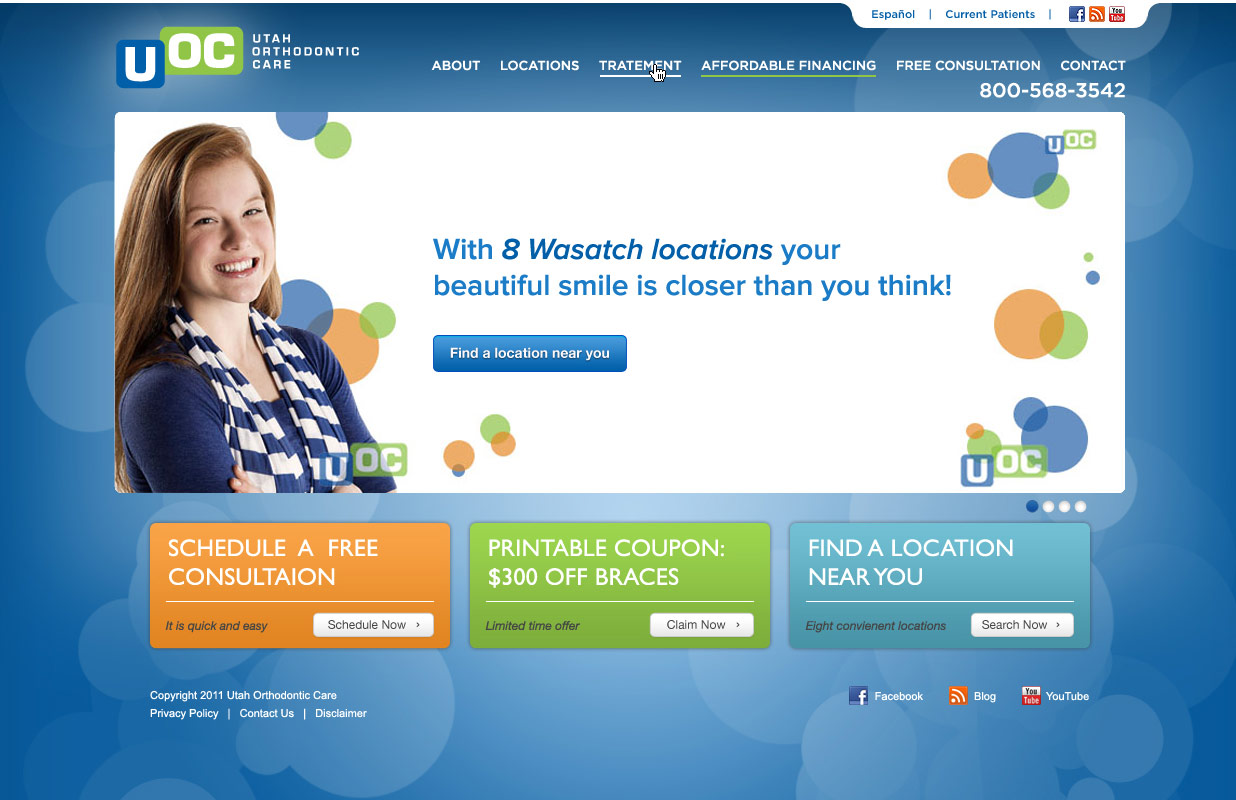 Español | Current Patients |
You Tube
UOC
UTAH
ORTHODONTIC
CARE
ABOUT LOCATIONS TRATEMENT AFFORDABLE FINANCING FREE CONSULTATION CONTACT
800-568-3542
UOC
With 8 Wasatch locations your
beautiful smile is closer than you think!
Find a location near you
UOC
UOC
SCHEDULE A FREE
CONSULTAION
It is quick and easy
Schedule Now ›
PRINTABLE COUPON:
$300 OFF BRACES
Limited time offer
Claim Now ›
FIND A LOCATION
NEAR YOU
Eight convienent locations
Search Now ›
Copyright 2011 Utah Orthodontic Care
Privacy Policy | Contact Us | Disclaimer
f Facebook
Blog
You Tube YouTube